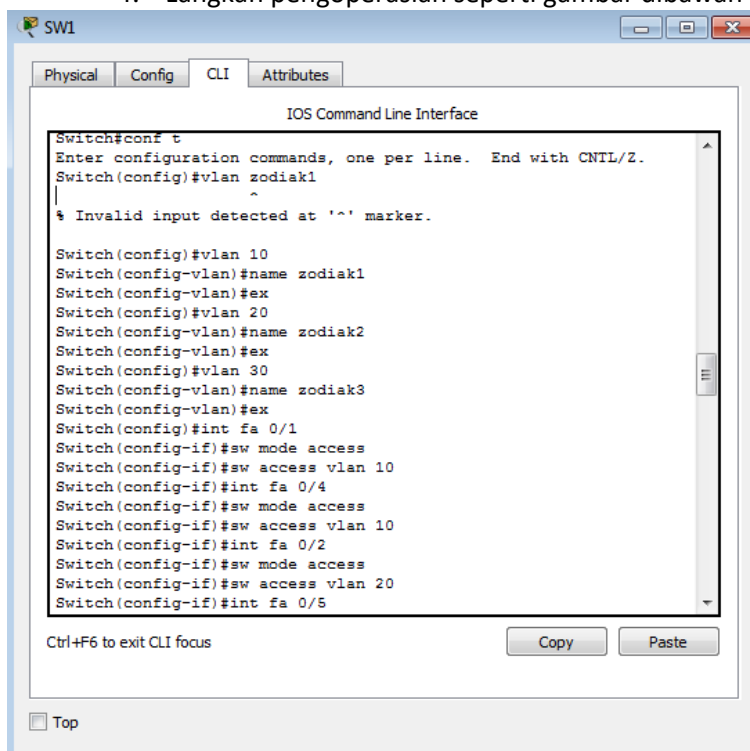 Langkah pengoperasian seperti gambar dibawah
SW1
Physical Config CLI Attributes
IOS Command Line Interface
Switch#conf t
Enter configuration commands, one per line. End with CNTL/Z.
Switch(config)#vlan zodiak1
^
% Invalid input detected at '^' marker.
Switch(config)#vlan 10
Switch(config-vlan)#name zodiak1
Switch(config-vlan)#ex
Switch(config)#vlan 20
Switch(config-vlan)#name zodiak2
Switch(config-vlan)#ex
Switch(config)#vlan 30
Switch(config-vlan)#name zodiak3
Switch(config-vlan)#ex
Switch(config)#int fa 0/1
Switch(config-if)#sw mode access
Switch(config-if)#sw access vlan 10
Switch(config-if)#int fa 0/4
Switch(config-if)#sw mode access
Switch(config-if)#sw access vlan 10
Switch(config-if)#int fa 0/2
Switch(config-if)#sw mode access
Switch(config-if)#sw access vlan 20
Switch(config-if)#int fa 0/5
Ctrl+F6 to exit CLI focus
Copy Paste
Top